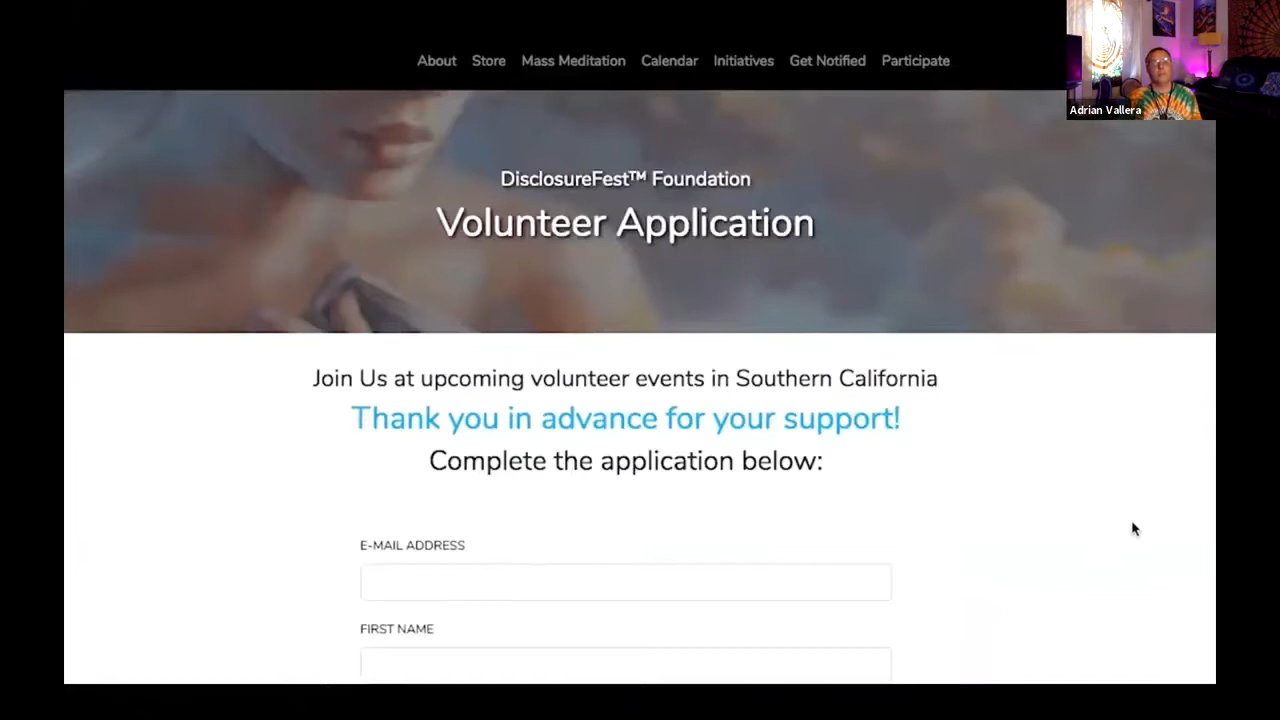 About Store Mass Meditation Calendar Initiatives Get Notified Participate
Adrian Vallera
DisclosureFest™ Foundation
Volunteer Application
Join Us at upcoming volunteer events in Southern California
Thank you in advance for your support!
Complete the application below:
E-MAIL ADDRESS
FIRST NAME